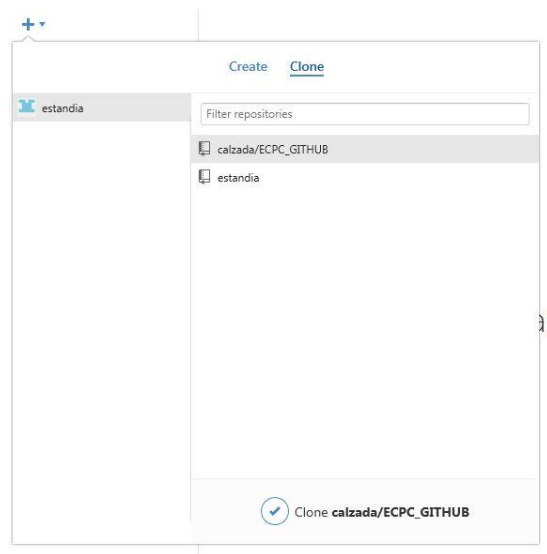 Create Clone
estandia
Filter repositories
calzada/ECPC_GITHUB
estandia
Clone calzada/ECPC_GITHUB